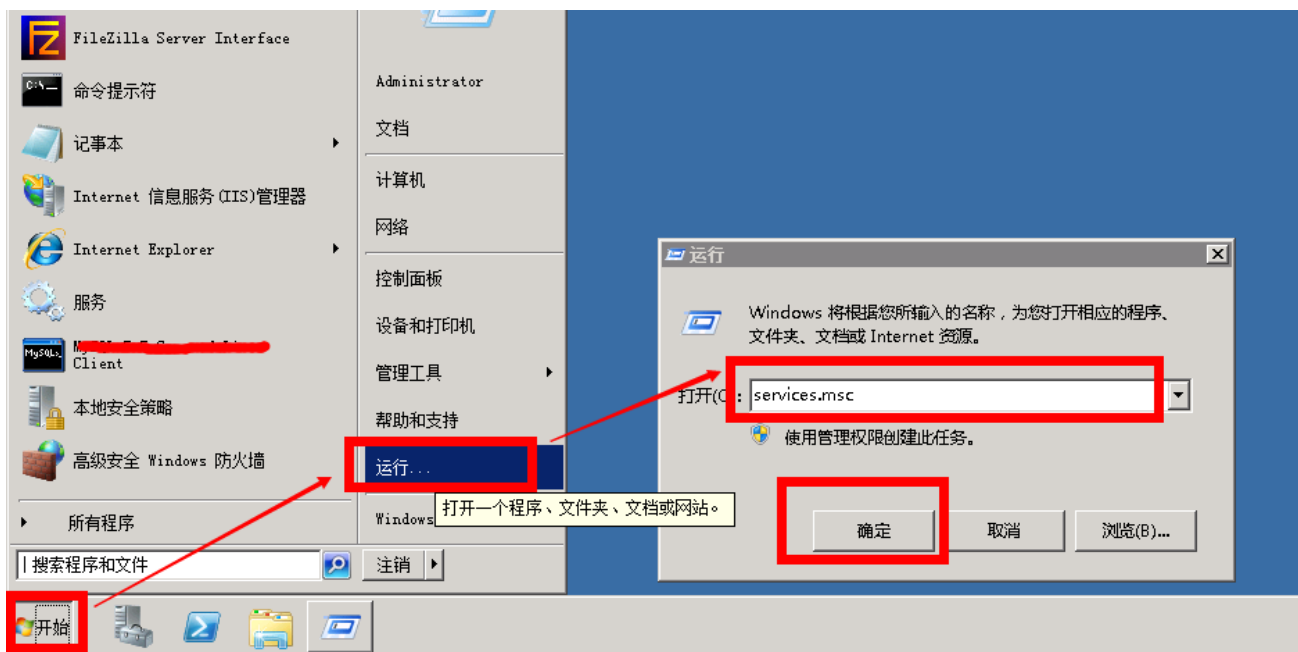 FileZilla Server Interface
命令提示符
记事本
Internet 信息服务(IIS)管理器
Internet Explorer
服务
MySQL
Client
本地安全策略
高级安全 Windows 防火墙
所有程序
搜索程序和文件
开始
Administrator
文档
计算机
网络
控制面板
设备和打印机
管理工具
帮助和支持
运行...
Windows
打开一个程序、文件夹、文档或网站。
注销
运行
Windows 将根据您所输入的名称，为您打开相应的程序、
文件夹、文档或 Internet 资源。
打开(O): services.msc
使用管理权限创建此任务。
确定
取消
浏览(B)...